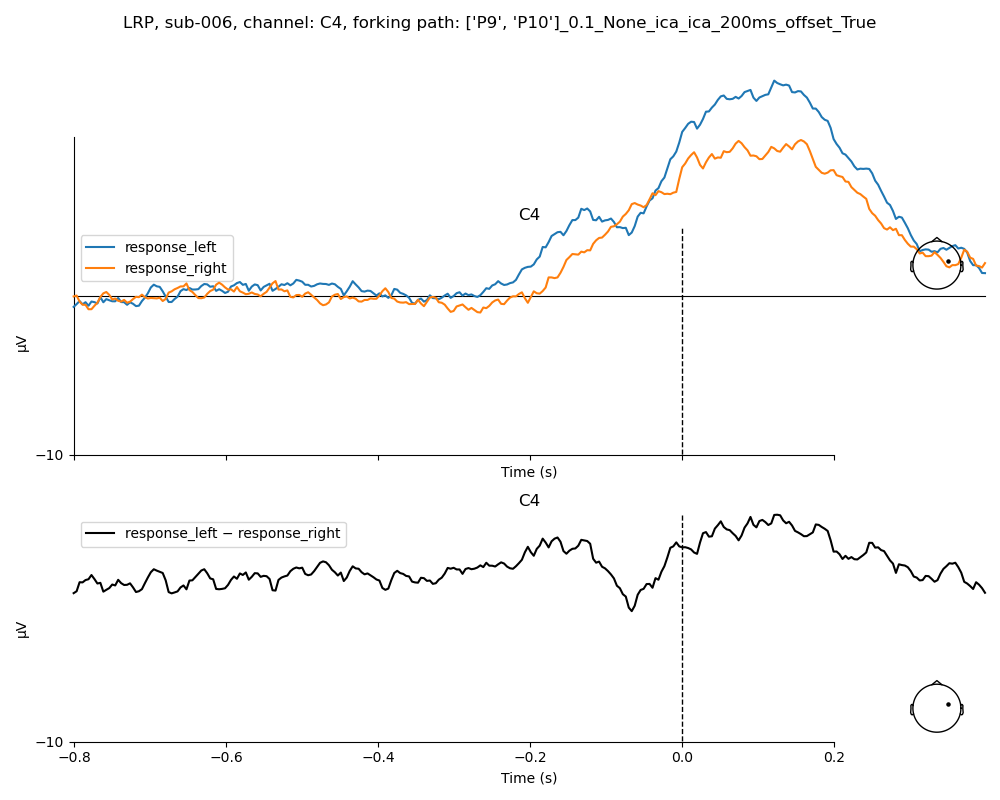 LRP, sub-006, channel: C4, forking path: ['P9', 'P10']_0.1_None_ica_ica_200ms_offset_True
C4
response_left
response_right
µV
−10
Time (s)
C4
response_left − response_right
µV
−10
−0.8 −0.6 −0.4 −0.2 0.0 0.2
Time (s)